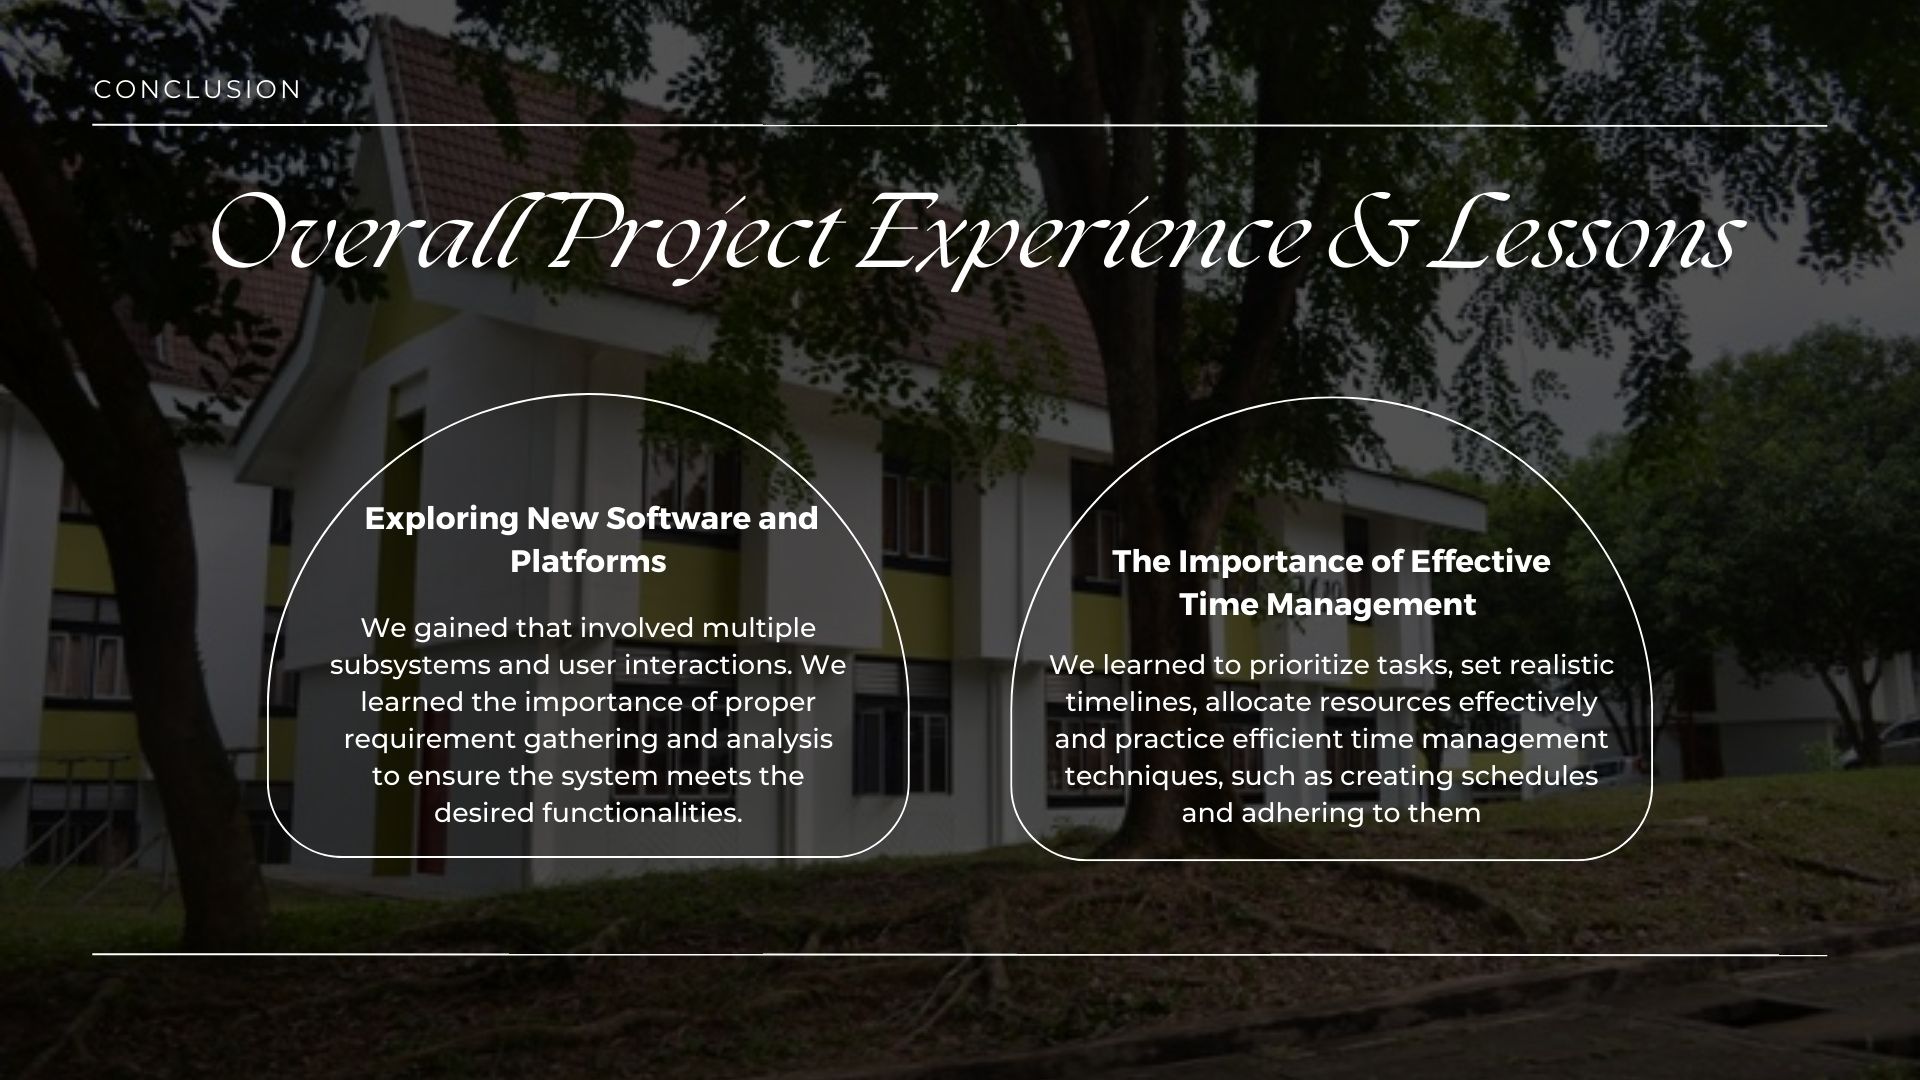 CONCLUSION
Overall Project Experience & Lessons
Exploring New Software and
Platforms
We gained that involved multiple
subsystems and user interactions. We
learned the importance of proper
requirement gathering and analysis
to ensure the system meets the
desired functionalities.
The Importance of Effective
Time Management
We learned to prioritize tasks, set realistic
timelines, allocate resources effectively
and practice efficient time management
techniques, such as creating schedules
and adhering to them